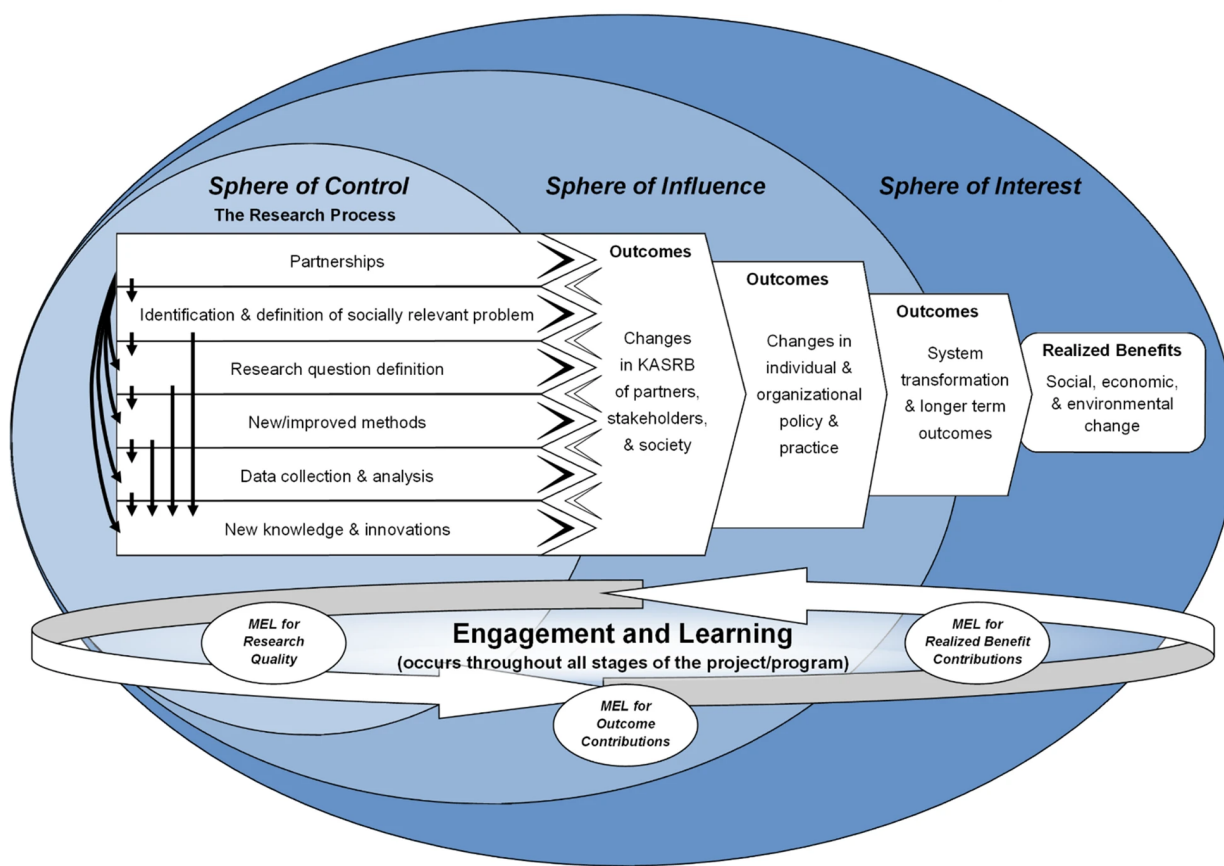 Sphere of Control
The Research Process
Sphere of Influence
Sphere of Interest
Partnerships
Identification & definition of socially relevant problem
Research question definition
New/improved methods
Data collection & analysis
New knowledge & innovations
Outcomes
Changes
in KASRB
of partners,
stakeholders,
& society
Outcomes
Changes in
individual &
organizational
policy &
practice
Outcomes
System
transformation
& longer term
outcomes
Realized Benefits
Social, economic,
& environmental
change
MEL for
Research
Quality
Engagement and Learning
(occurs throughout all stages of the project/program)
MEL for
Outcome
Contributions
MEL for
Realized Benefit
Contributions